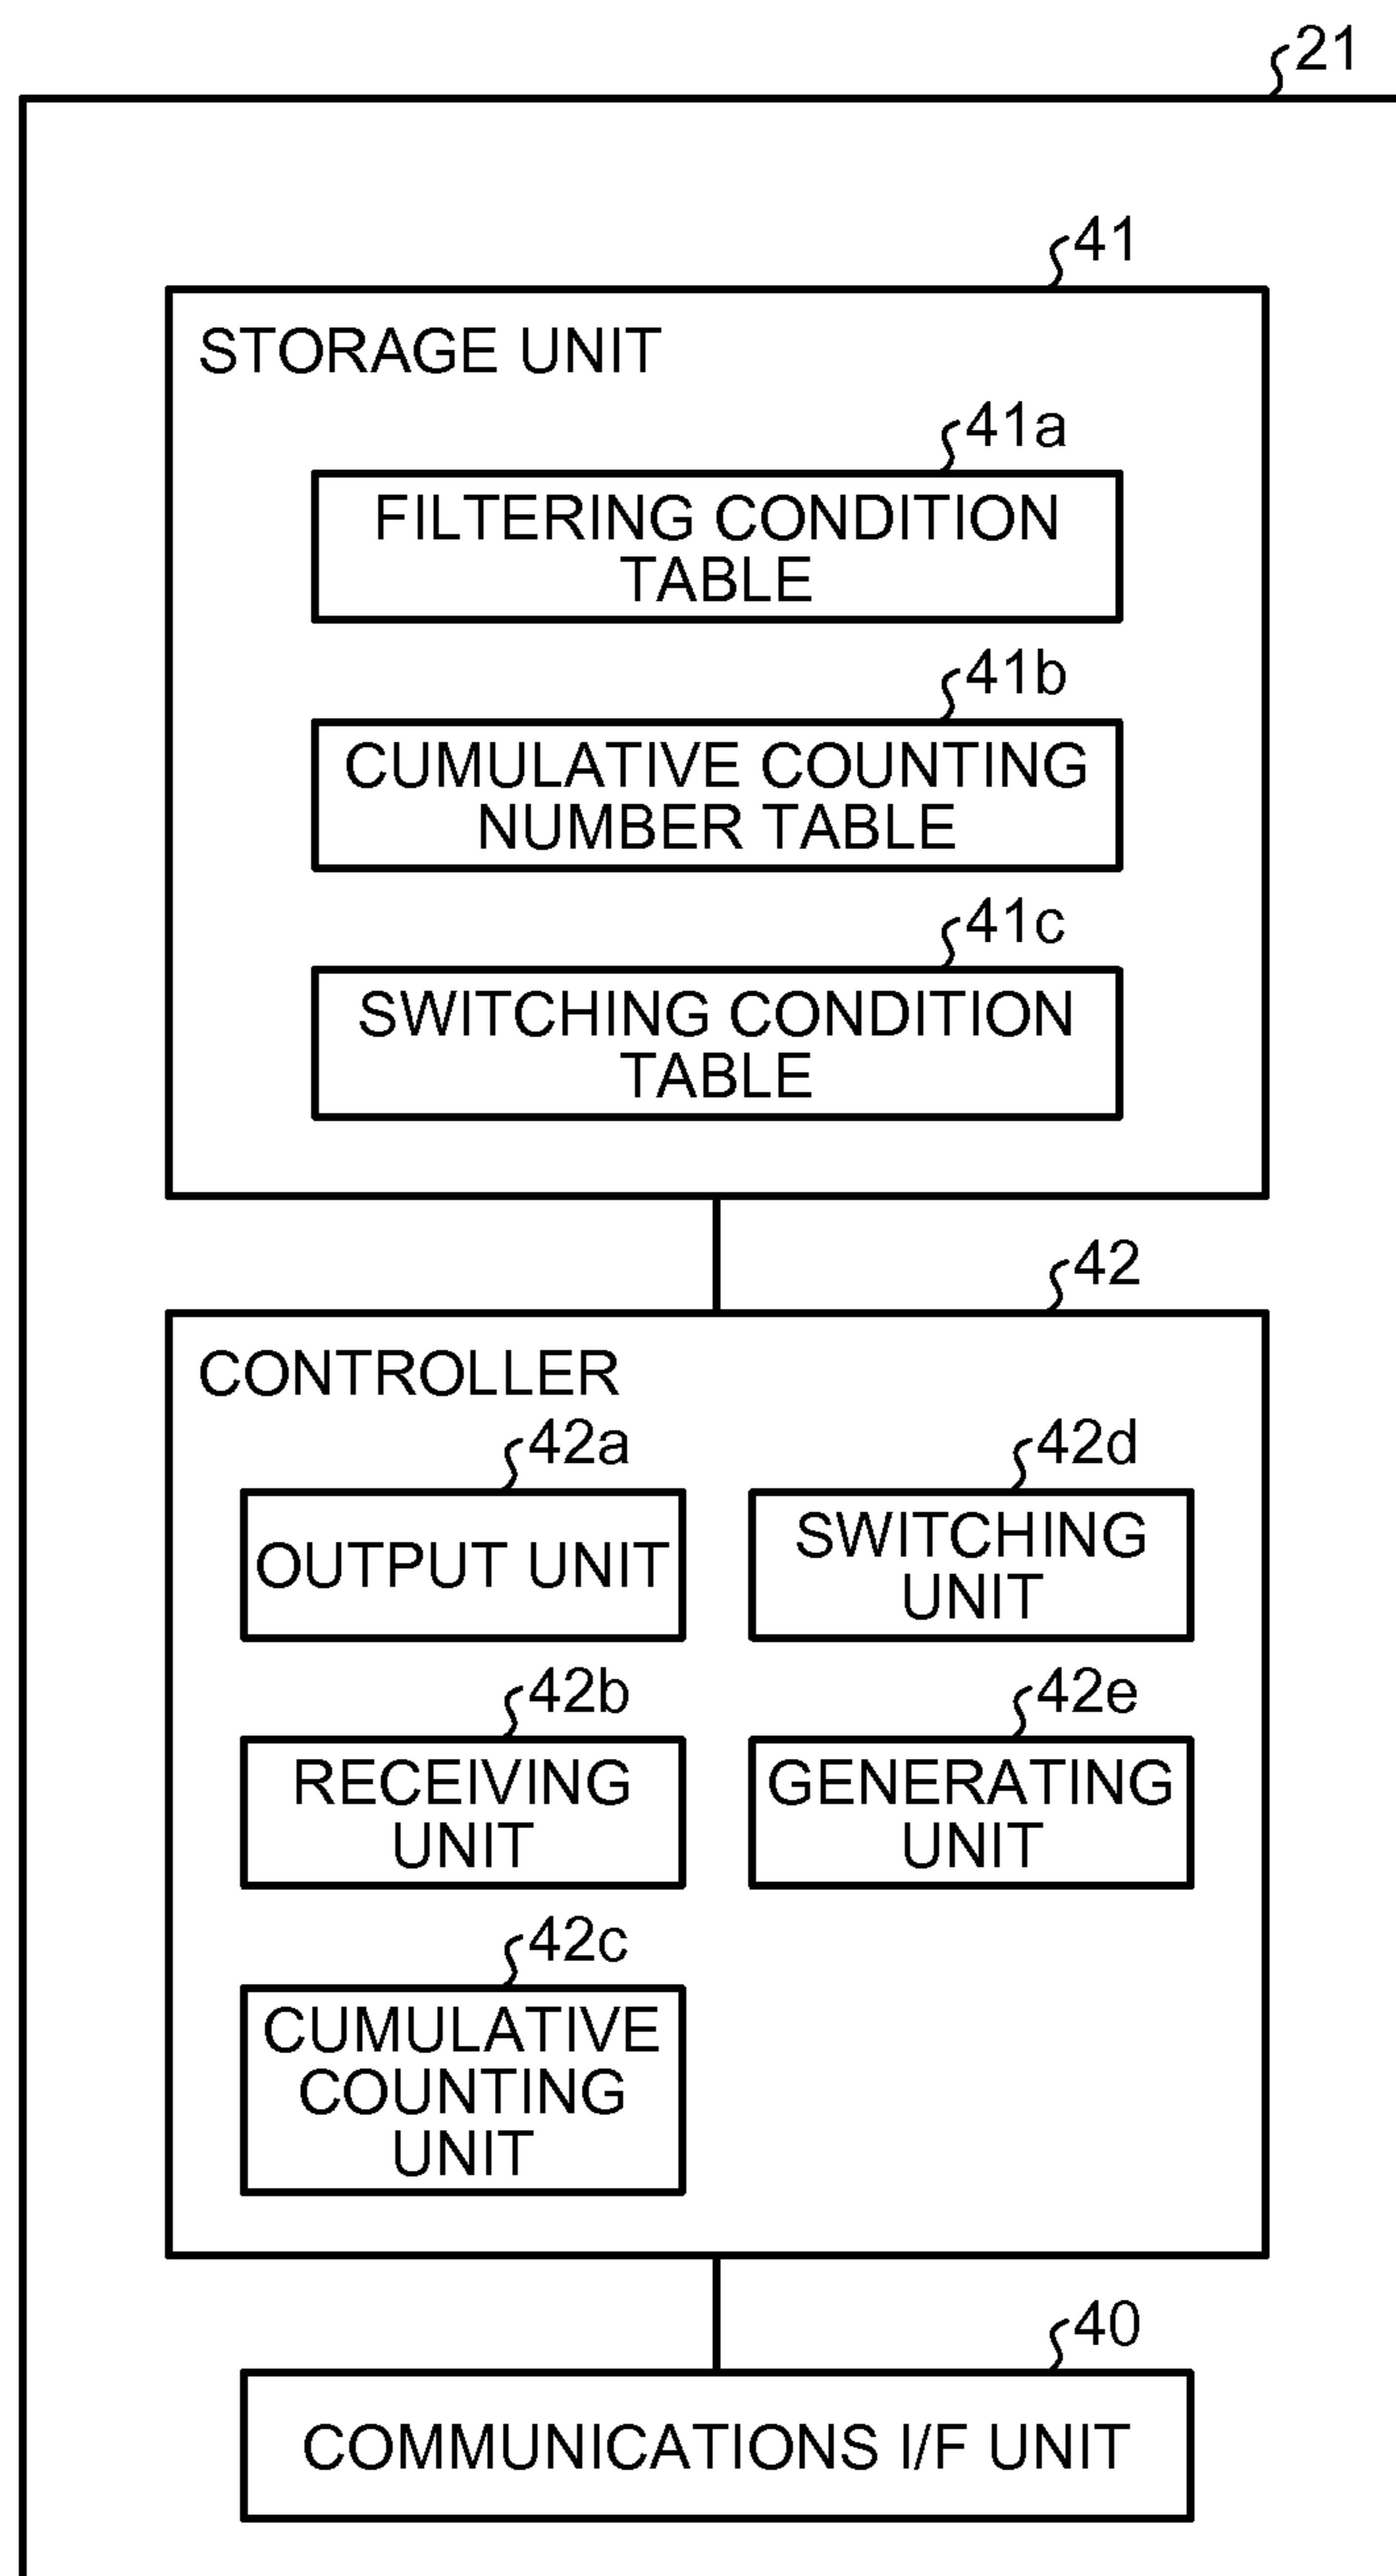 21
41
STORAGE UNIT
41a
FILTERING CONDITION
TABLE
41b
CUMULATIVE COUNTING
NUMBER TABLE
41c
SWITCHING CONDITION
TABLE
42
CONTROLLER
42a
OUTPUT UNIT
42d
SWITCHING
UNIT
42b
RECEIVING
UNIT
42e
GENERATING
UNIT
42c
CUMULATIVE
COUNTING
UNIT
40
COMMUNICATIONS I/F UNIT